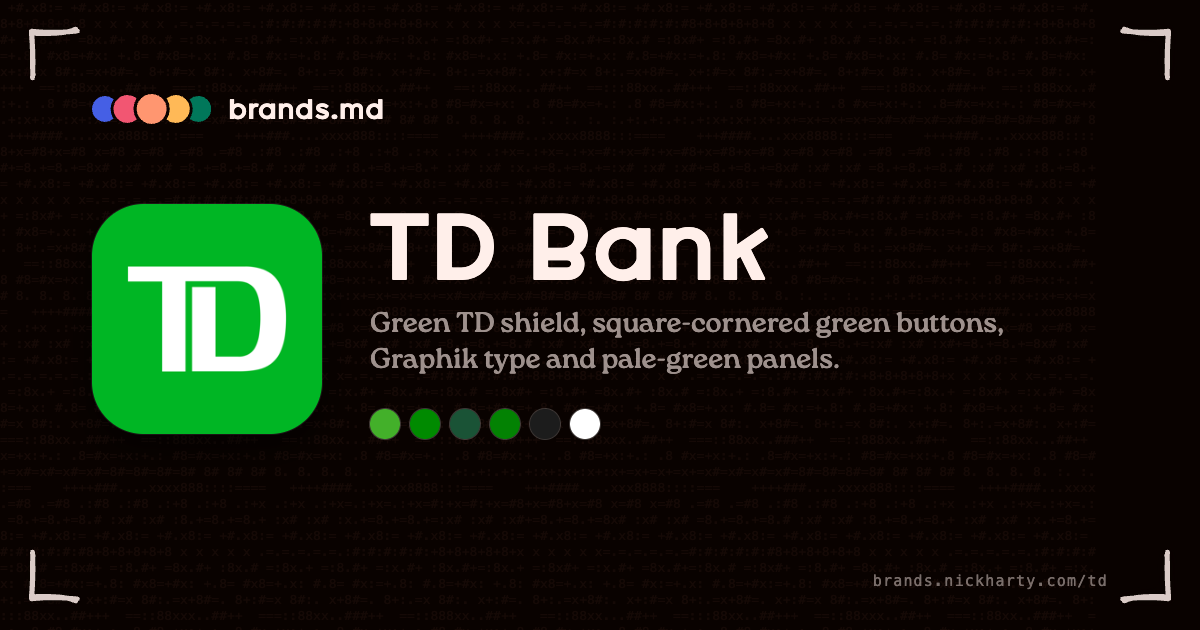 brands.md
TD
TD Bank
Green TD shield, square-cornered green buttons,
Graphik type and pale-green panels.
brands.nickharty.com/td